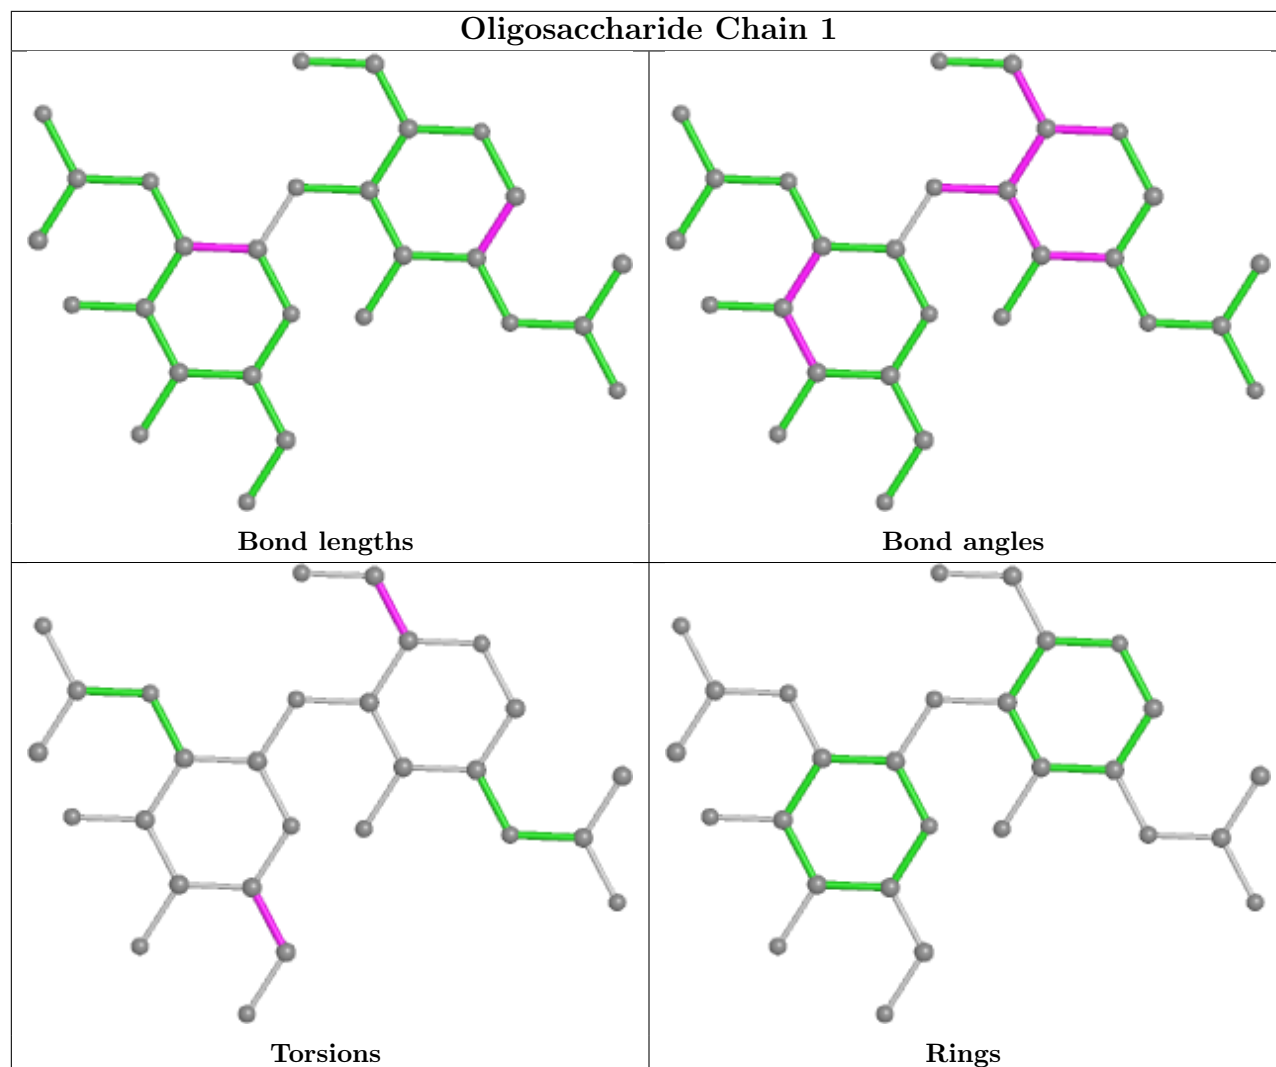 Oligosaccharide Chain 1
Bond lengths
Bond angles
Torsions
Rings